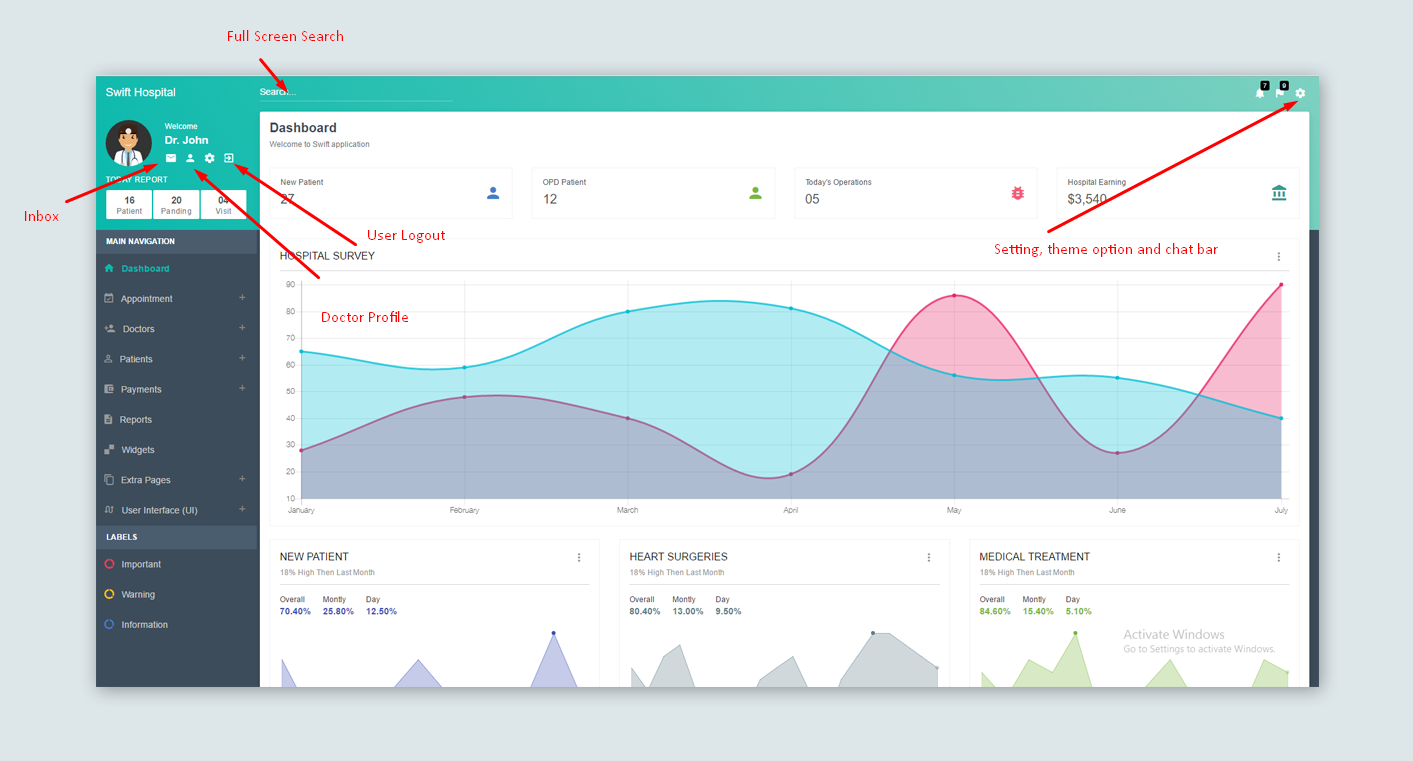 Full Screen Search
Swift Hospital
Search...
7
9
Welcome
Dr. John
TODAY REPORT
16 20 04
Patient Panding Visit
Inbox
User Logout
Doctor Profile
Setting, theme option and chat bar
MAIN NAVIGATION
Dashboard
Appointment +
Doctors +
Patients +
Payments +
Reports
Widgets
Extra Pages +
User Interface (UI) +
LABELS
Important
Warning
Information
Dashboard
Welcome to Swift application
New Patient
27
OPD Patient
12
Today's Operations
05
Hospital Earning
$3,540
HOSPITAL SURVEY
90
80
70
60
50
40
30
20
10
January February March April May June July
NEW PATIENT
18% High Then Last Month
Overall Montly Day
70.40% 25.80% 12.50%
HEART SURGERIES
18% High Then Last Month
Overall Montly Day
80.40% 13.00% 9.50%
MEDICAL TREATMENT
18% High Then Last Month
Overall Montly Day
84.60% 15.40% 5.10%
Activate Windows
Go to Settings to activate Windows.